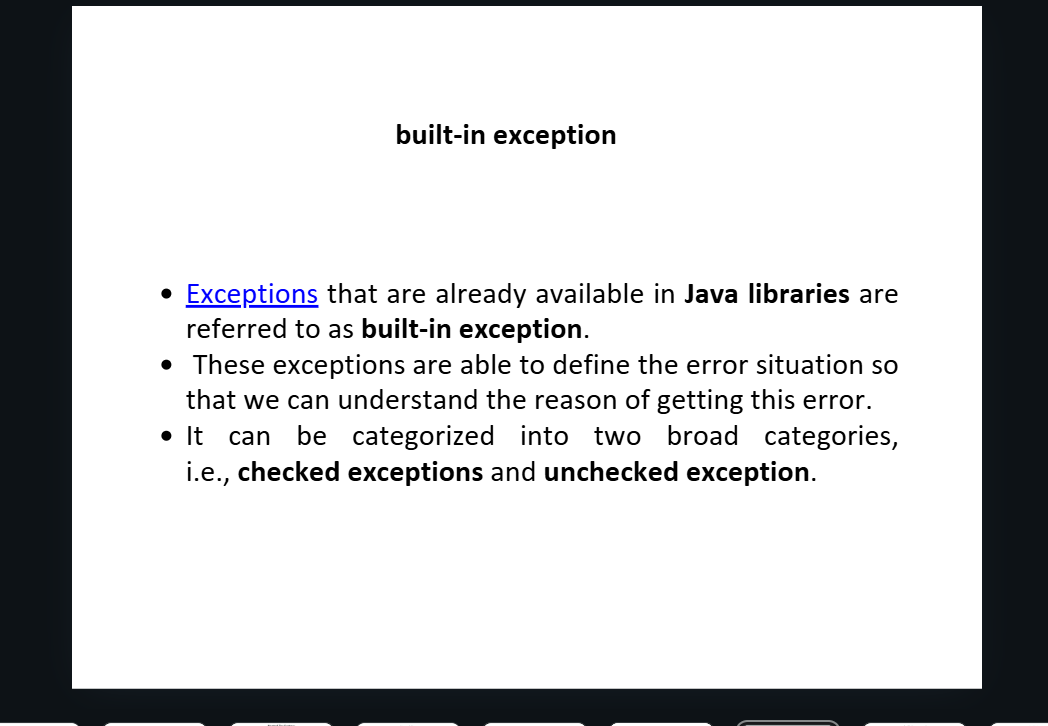 built-in exception
• Exceptions that are already available in Java libraries are
referred to as built-in exception.
• These exceptions are able to define the error situation so
that we can understand the reason of getting this error.
• It can be categorized into two broad categories,
i.e., checked exceptions and unchecked exception.